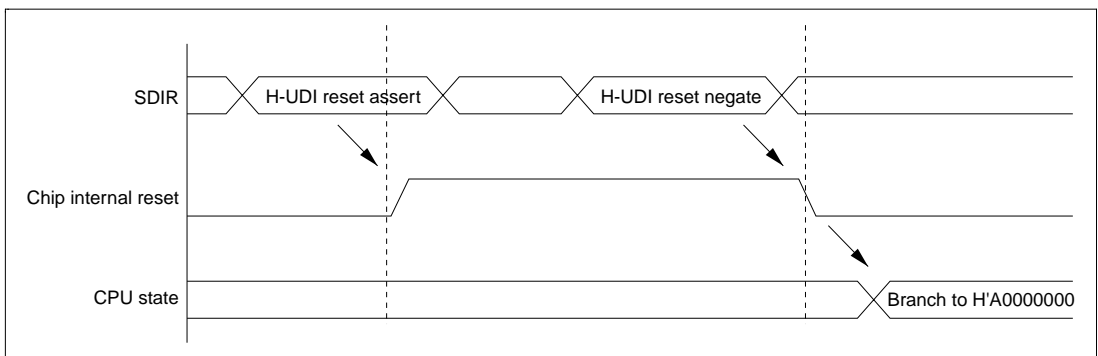 SDIR
H-UDI reset assert
H-UDI reset negate
Chip internal reset
CPU state
Branch to H'A0000000